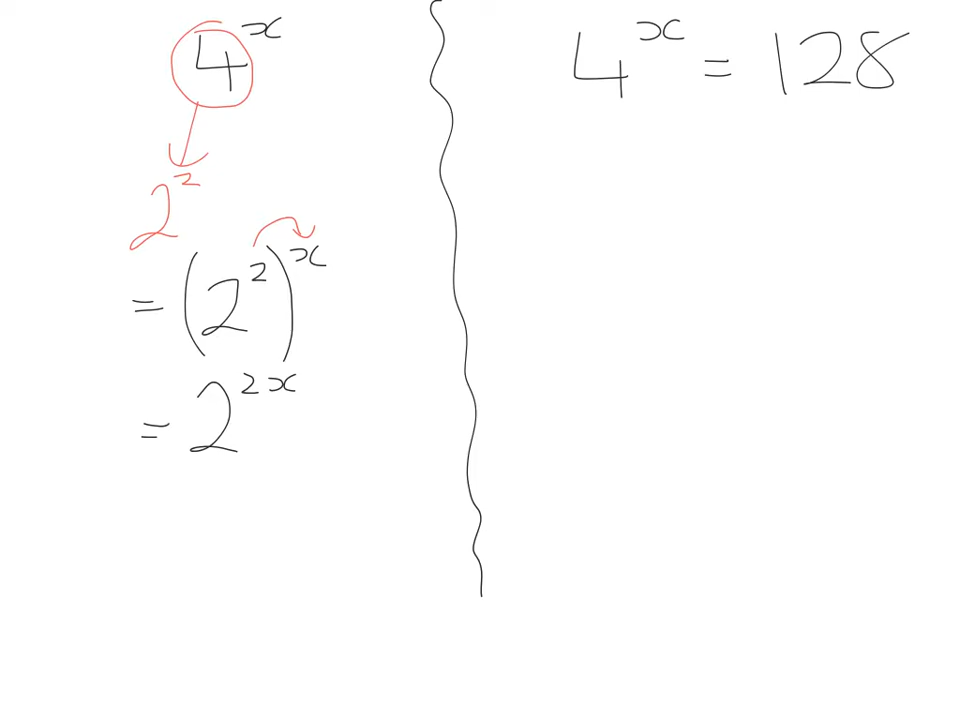 4^x
2^2
= (2^2)^x
= 2^{2x}
4^x = 128